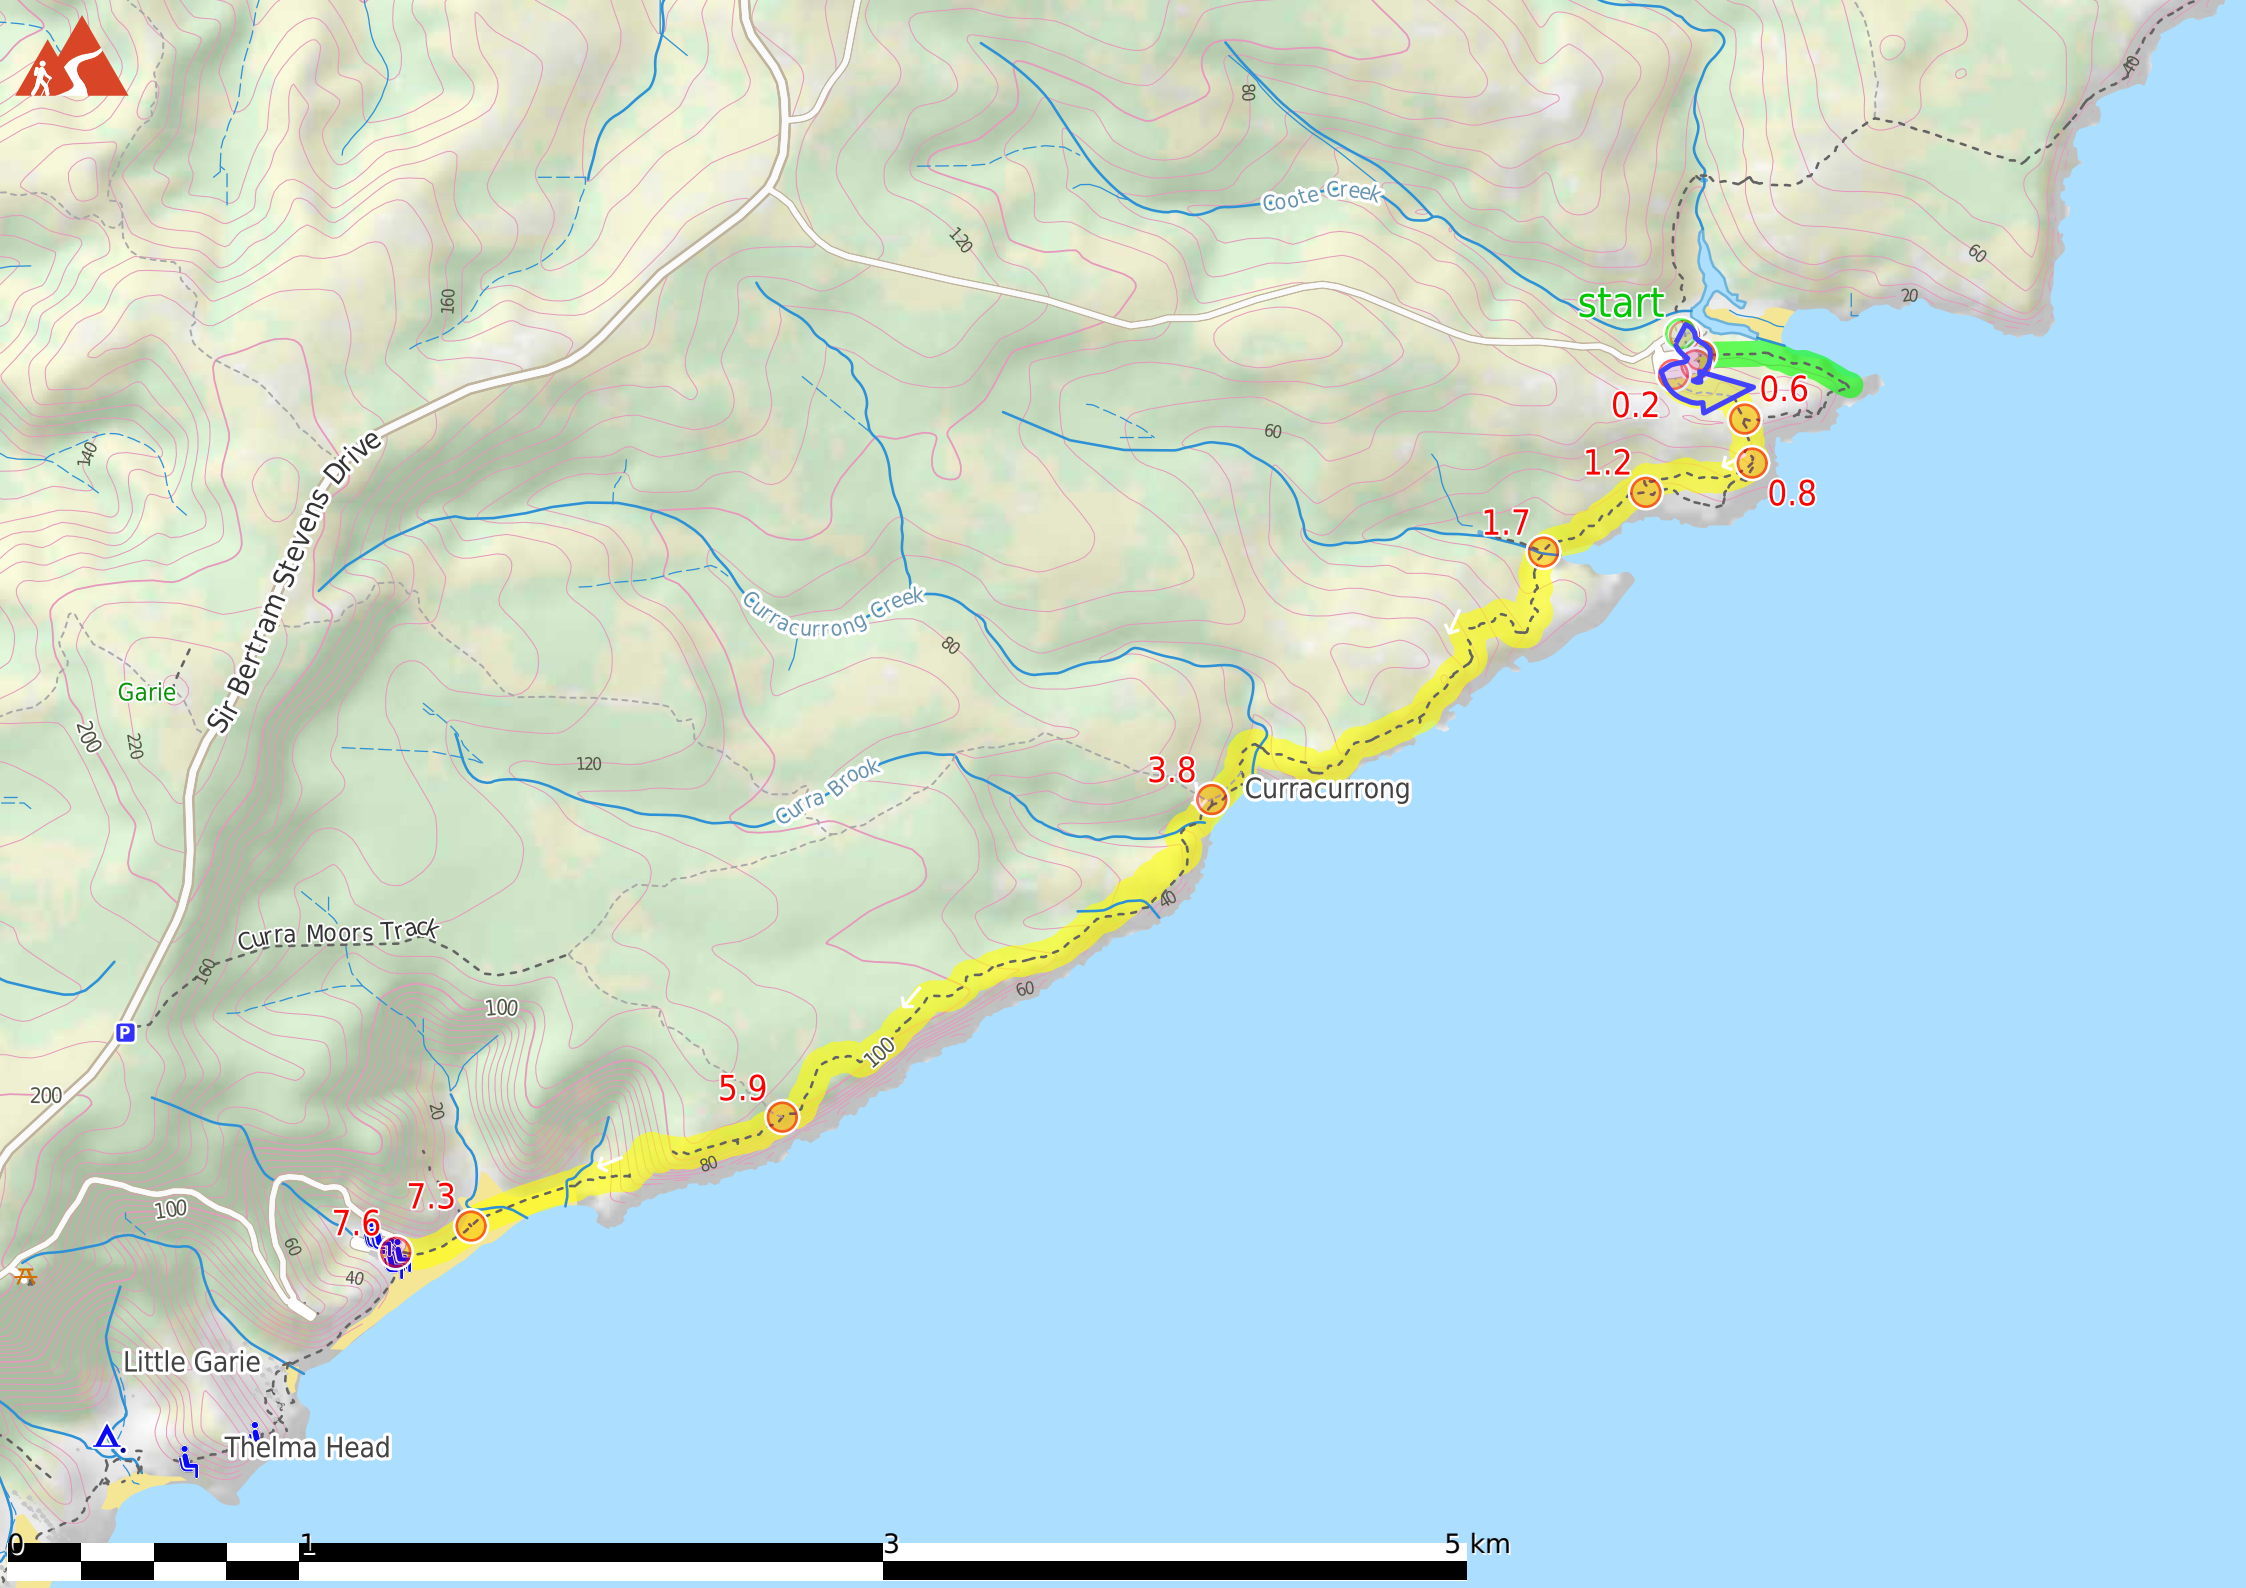 40
80
Coote Creek
120
60
20
160
start
0.6
0.2
60
140
Sir Bertram Stevens Drive
1.2
0.8
1.7
Curracurrong Creek
80
Garie
200
220
120
Curra Brook
3.8
Curracurrong
40
Curra Moors Track
160
60
100
100
5.9
200
20
80
7.3
100
7.6
60
40
P
Little Garie
Thelma Head
0
1
3
5 km